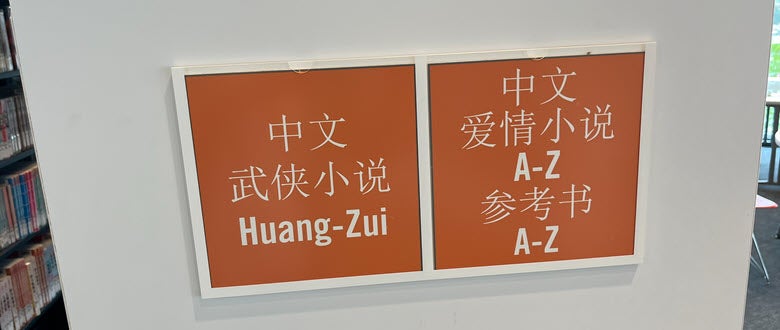 中文
武侠小说
Huang-Zui
中文
爱情小说
A-Z
参考书
A-Z